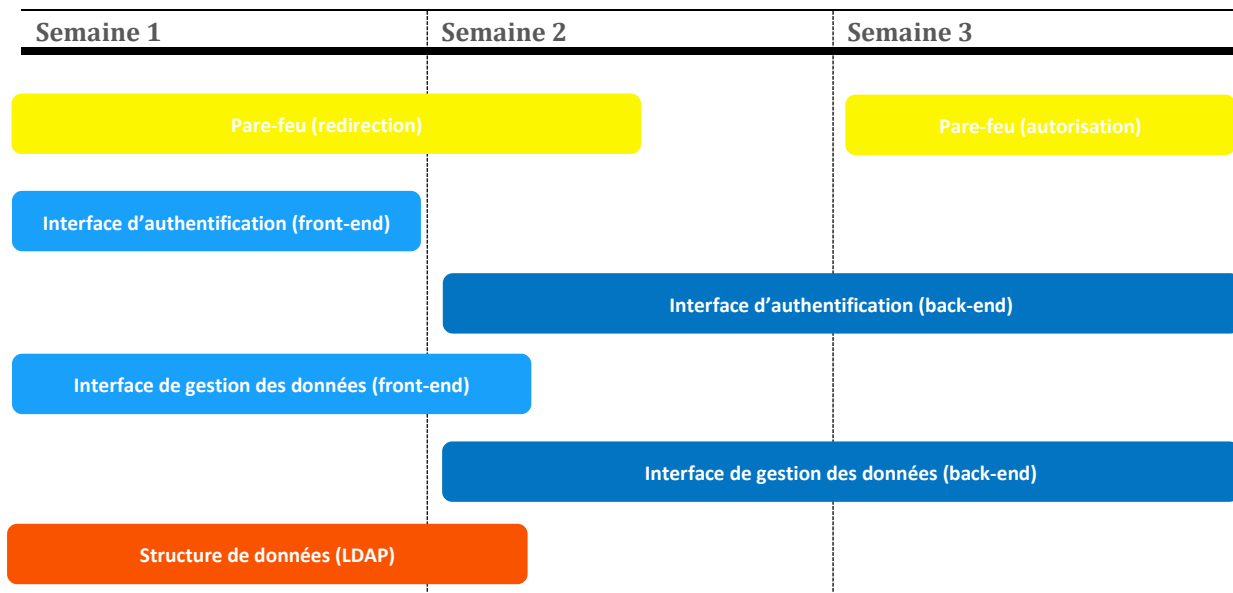 Semaine 1
Semaine 2
Semaine 3
Pare-feu (redirection)
Pare-feu (autorisation)
Interface d’authentification (front-end)
Interface d’authentification (back-end)
Interface de gestion des données (front-end)
Interface de gestion des données (back-end)
Structure de données (LDAP)